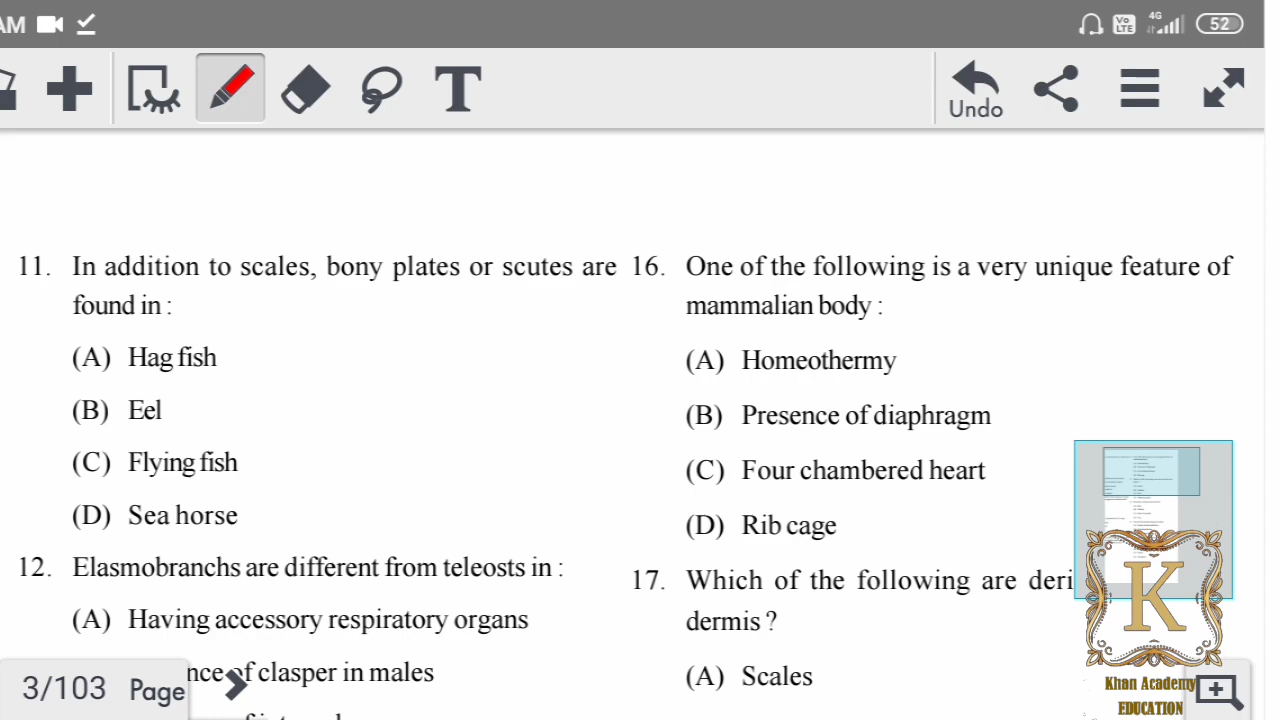 AM
Vo
LTE
4G
52
T
Undo
11. In addition to scales, bony plates or scutes are
found in :
(A) Hag fish
(B) Eel
(C) Flying fish
(D) Sea horse
12. Elasmobranchs are different from teleosts in :
(A) Having accessory respiratory organs
nce of clasper in males
16. One of the following is a very unique feature of
mammalian body :
(A) Homeothermy
(B) Presence of diaphragm
(C) Four chambered heart
(D) Rib cage
17. Which of the following are deri
dermis ?
(A) Scales
3/103 Page
K
Khan Academy
EDUCATION